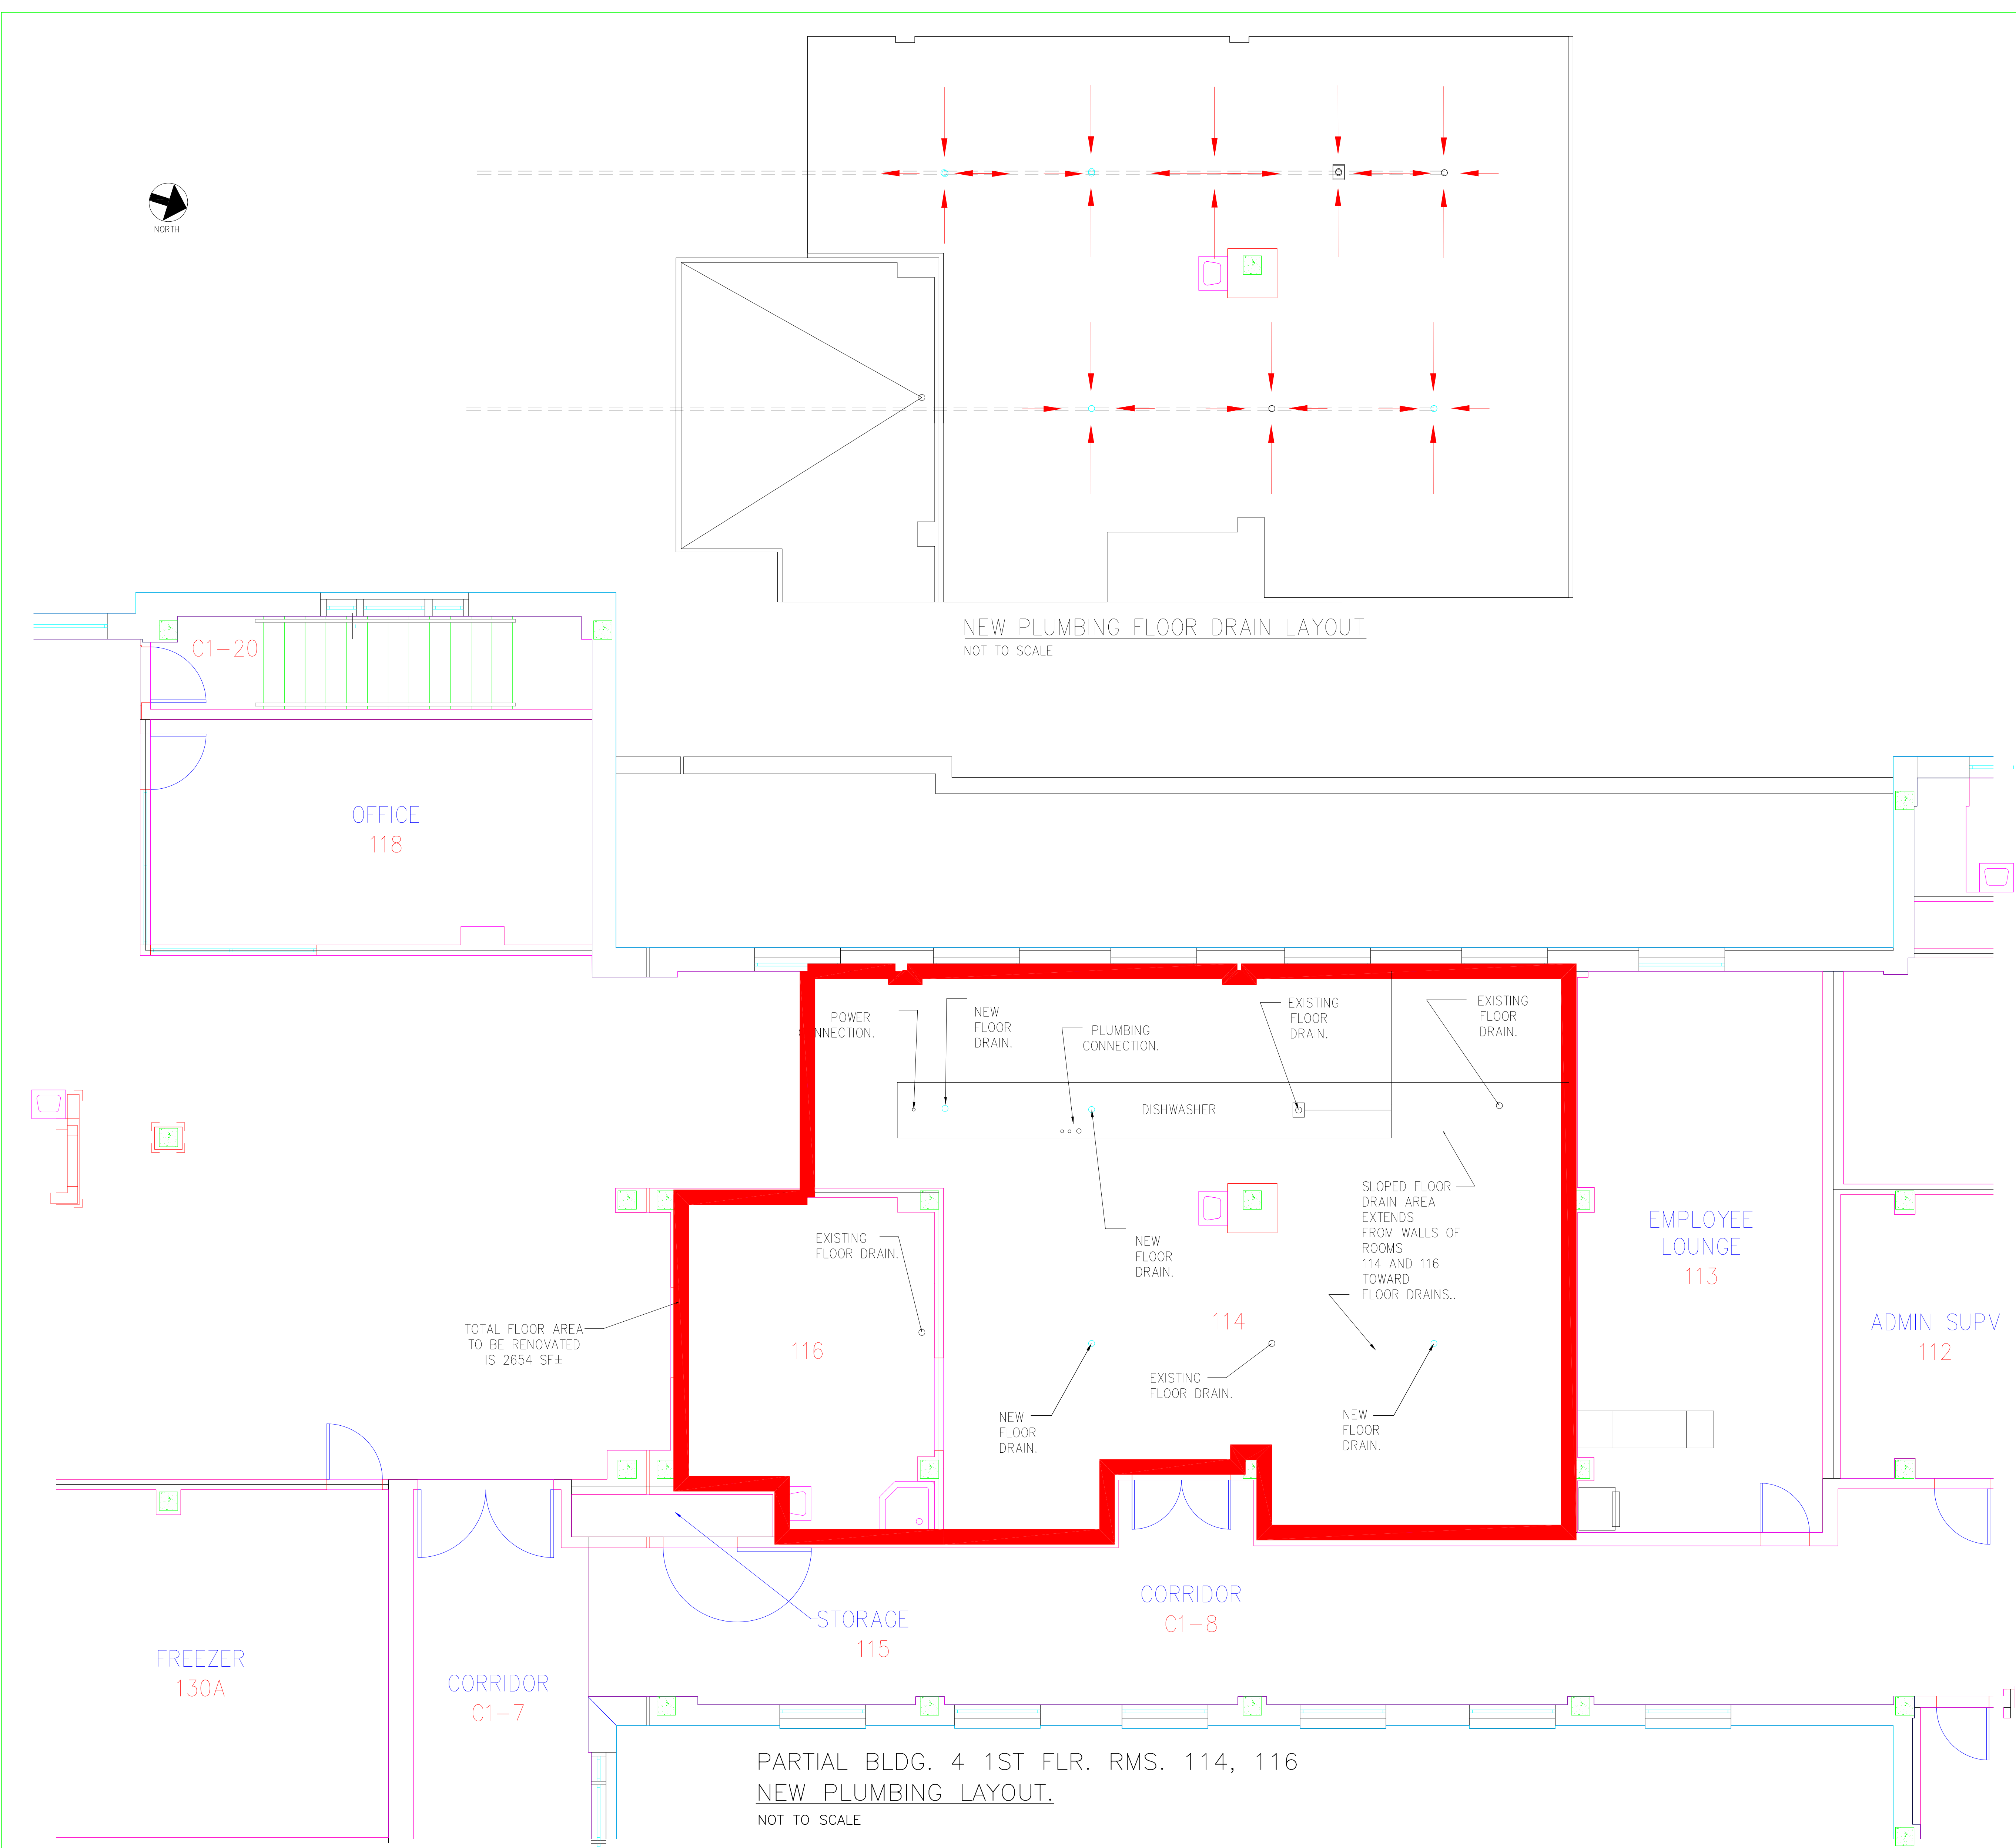 NORTH
NEW PLUMBING FLOOR DRAIN LAYOUT
NOT TO SCALE
C1-20
OFFICE
118
POWER
CONNECTION.
NEW
FLOOR
DRAIN.
PLUMBING
CONNECTION.
EXISTING
FLOOR
DRAIN.
EXISTING
FLOOR
DRAIN.
DISHWASHER
SLOPED FLOOR
DRAIN AREA
EXTENDS
FROM WALLS OF
ROOMS
114 AND 116
TOWARD
FLOOR DRAINS..
EXISTING
FLOOR DRAIN.
NEW
FLOOR
DRAIN.
EMPLOYEE
LOUNGE
113
TOTAL FLOOR AREA
TO BE RENOVATED
IS 2654 SF±
116
114
ADMIN SUPV
112
EXISTING
FLOOR DRAIN.
NEW
FLOOR
DRAIN.
NEW
FLOOR
DRAIN.
STORAGE
115
CORRIDOR
C1-8
FREEZER
130A
CORRIDOR
C1-7
PARTIAL BLDG. 4 1ST FLR. RMS. 114, 116
NEW PLUMBING LAYOUT.
NOT TO SCALE